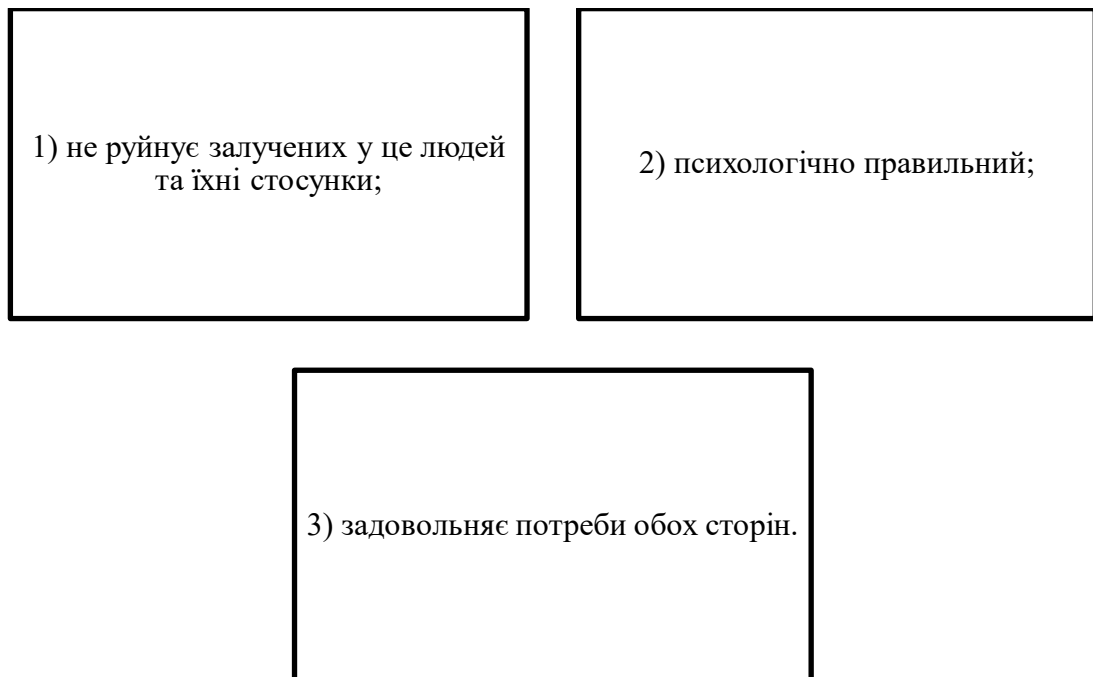 1) не руйнує залучених у це людей
та їхні стосунки;
2) психологічно правильний;
3) задовольняє потреби обох сторін.